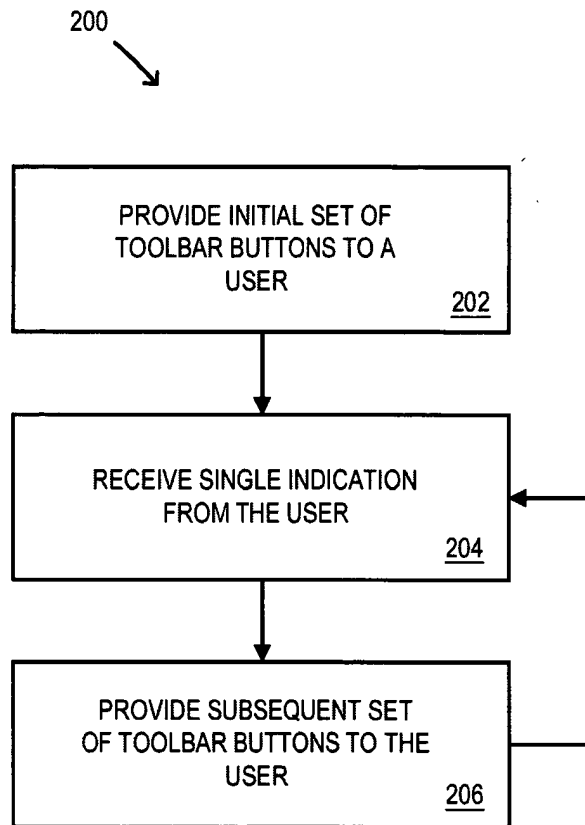 200
PROVIDE INITIAL SET OF
TOOLBAR BUTTONS TO A
USER
202
RECEIVE SINGLE INDICATION
FROM THE USER
204
PROVIDE SUBSEQUENT SET
OF TOOLBAR BUTTONS TO THE
USER
206